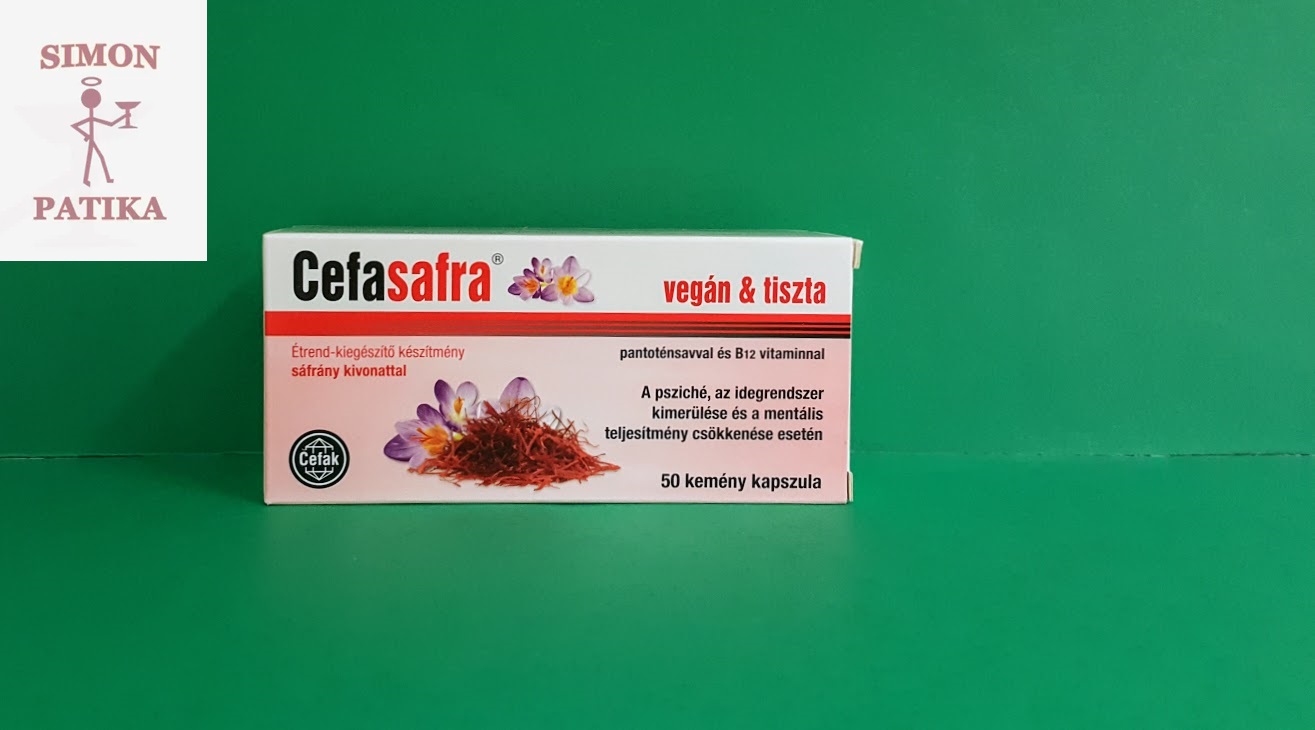 SIMON
PATIKA
Cefasafra®
vegán & tiszta
Étrend-kiegészítő készítmény
sáfrány kivonattal
pantoténsavval és B12 vitaminnal
A psziché, az idegrendszer
kimerülése és a mentális
teljesítmény csökkenése esetén
Cefak
50 kemény kapszula